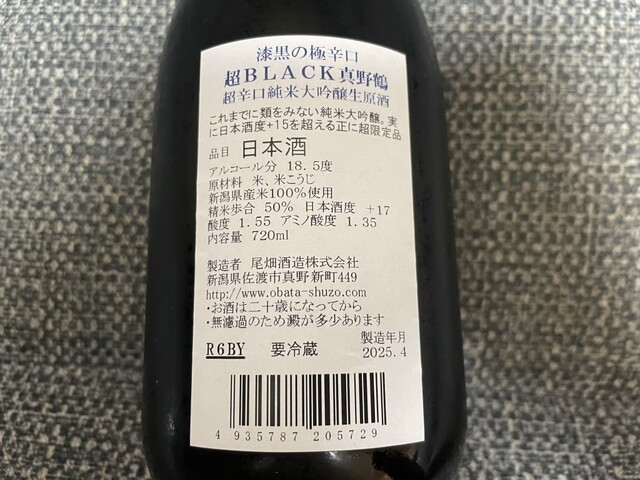 漆黒の極辛口
超BLACK真野鶴
超辛口純米大吟醸生原酒
これまでに類をみない純米大吟醸。実
に日本酒度+15を超える正に超限定品
品目 日本酒
アルコール分 18.5度
原材料 米、米こうじ
新潟県産米100%使用
精米歩合 50% 日本酒度 +17
酸度 1.55 アミノ酸度 1.35
内容量 720ml
製造者 尾畑酒造株式会社
新潟県佐渡市真野新町449
http://www.obata-shuzo.com
・お酒は二十歳になってから
・無濾過のため澱が多少あります
R6BY 要冷蔵 製造年月
2025.4
4 935787 205729